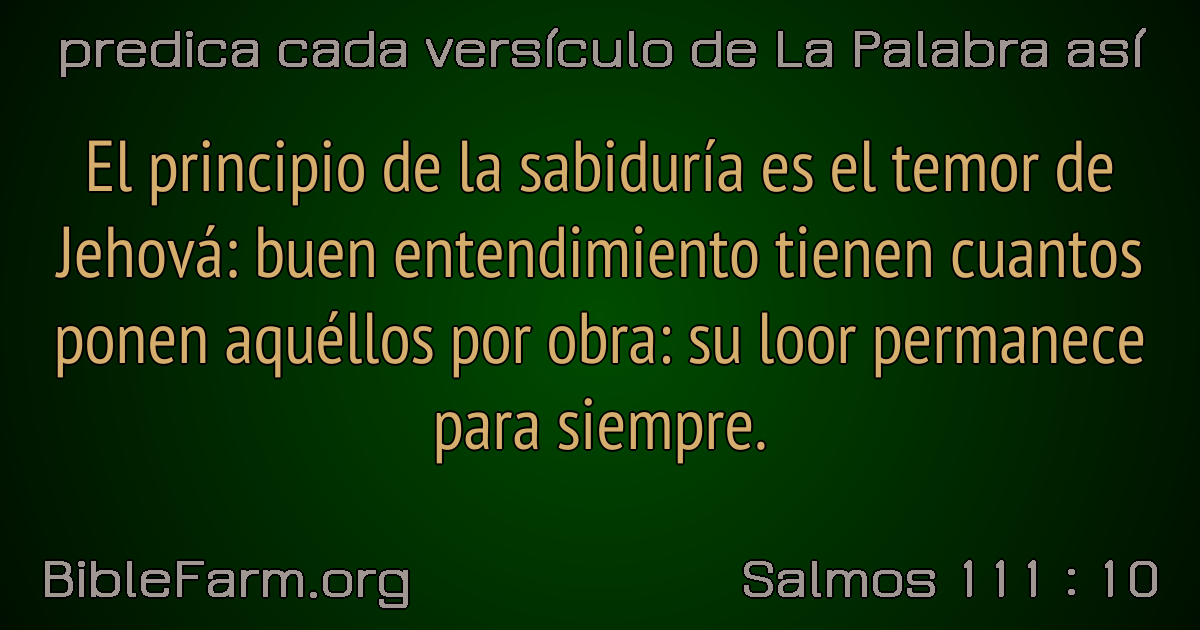 predica cada versículo de La Palabra así
El principio de la sabiduría es el temor de
Jehová: buen entendimiento tienen cuantos
ponen aquéllos por obra: su loor permanece
para siempre.
BibleFarm.org
Salmos 111 : 10